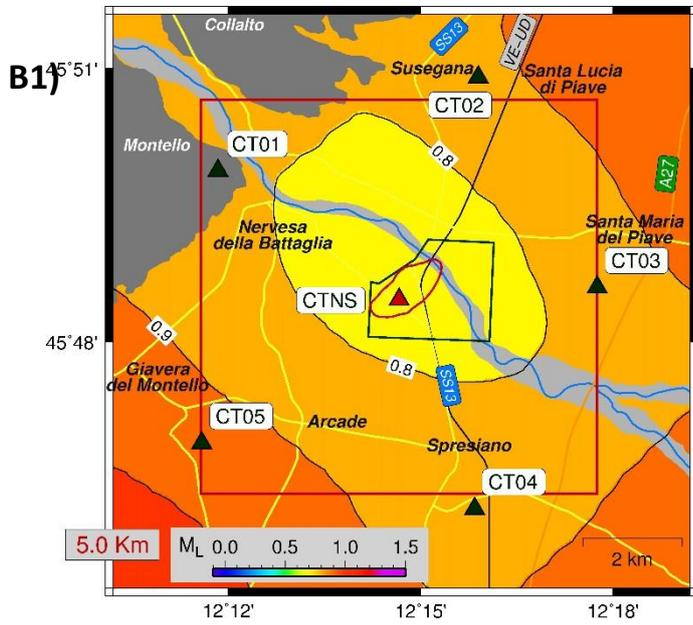 B1)
45°51'
Collalto
SS13
VE-UD
Susegana
Santa Lucia
di Piave
CT02
Montello
CT01
0.8
A27
Nervesa
della Battaglia
Santa Maria
del Piave
CT03
CTNS
45°48'
0.9
0.8
Giavera
del Montello
SS13
CT05
Arcade
Spresiano
CT04
5.0 Km
ML 0.0 0.5 1.0 1.5
2 km
12°12'
12°15'
12°18'